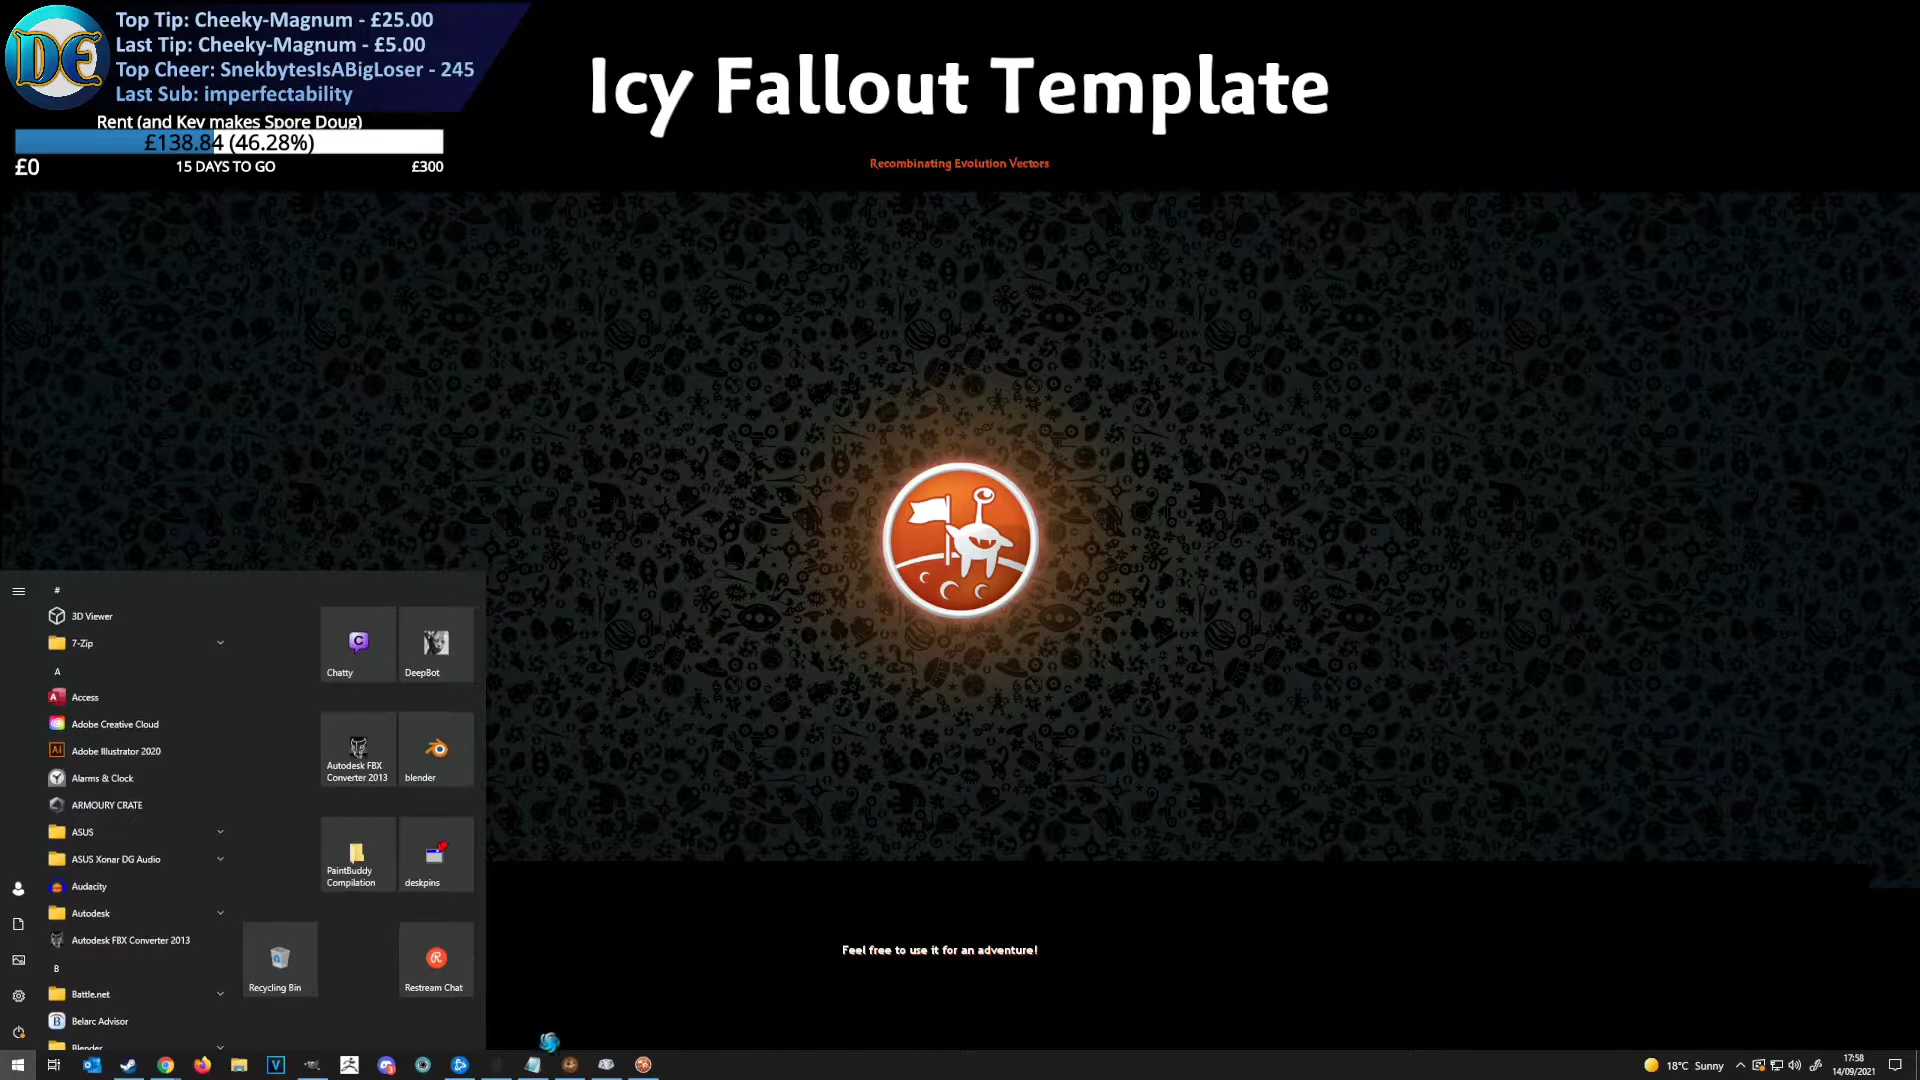 DE
Top Tip: Cheeky-Magnum - £25.00
Last Tip: Cheeky-Magnum - £5.00
Top Cheer: SnekbytesIsABigLoser - 245
Last Sub: imperfectability
Rent (and Key makes Spore Doug)
£138.84 (46.28%)
£0
15 DAYS TO GO
£300
Icy Fallout Template
Recombinating Evolution Vectors
#
3D Viewer
7-Zip
A
Access
Adobe Creative Cloud
Adobe Illustrator 2020
Alarms & Clock
ARMOURY CRATE
ASUS
ASUS Xonar DG Audio
Audacity
Autodesk
Autodesk FBX Converter 2013
B
Battle.net
Belarc Advisor
Blender
Chatty
DeepBot
Autodesk FBX
Converter 2013
blender
PaintBuddy
Compilation
deskpins
Recycling Bin
Restream Chat
Feel free to use it for an adventure!
18°C Sunny
17:58
14/09/2021